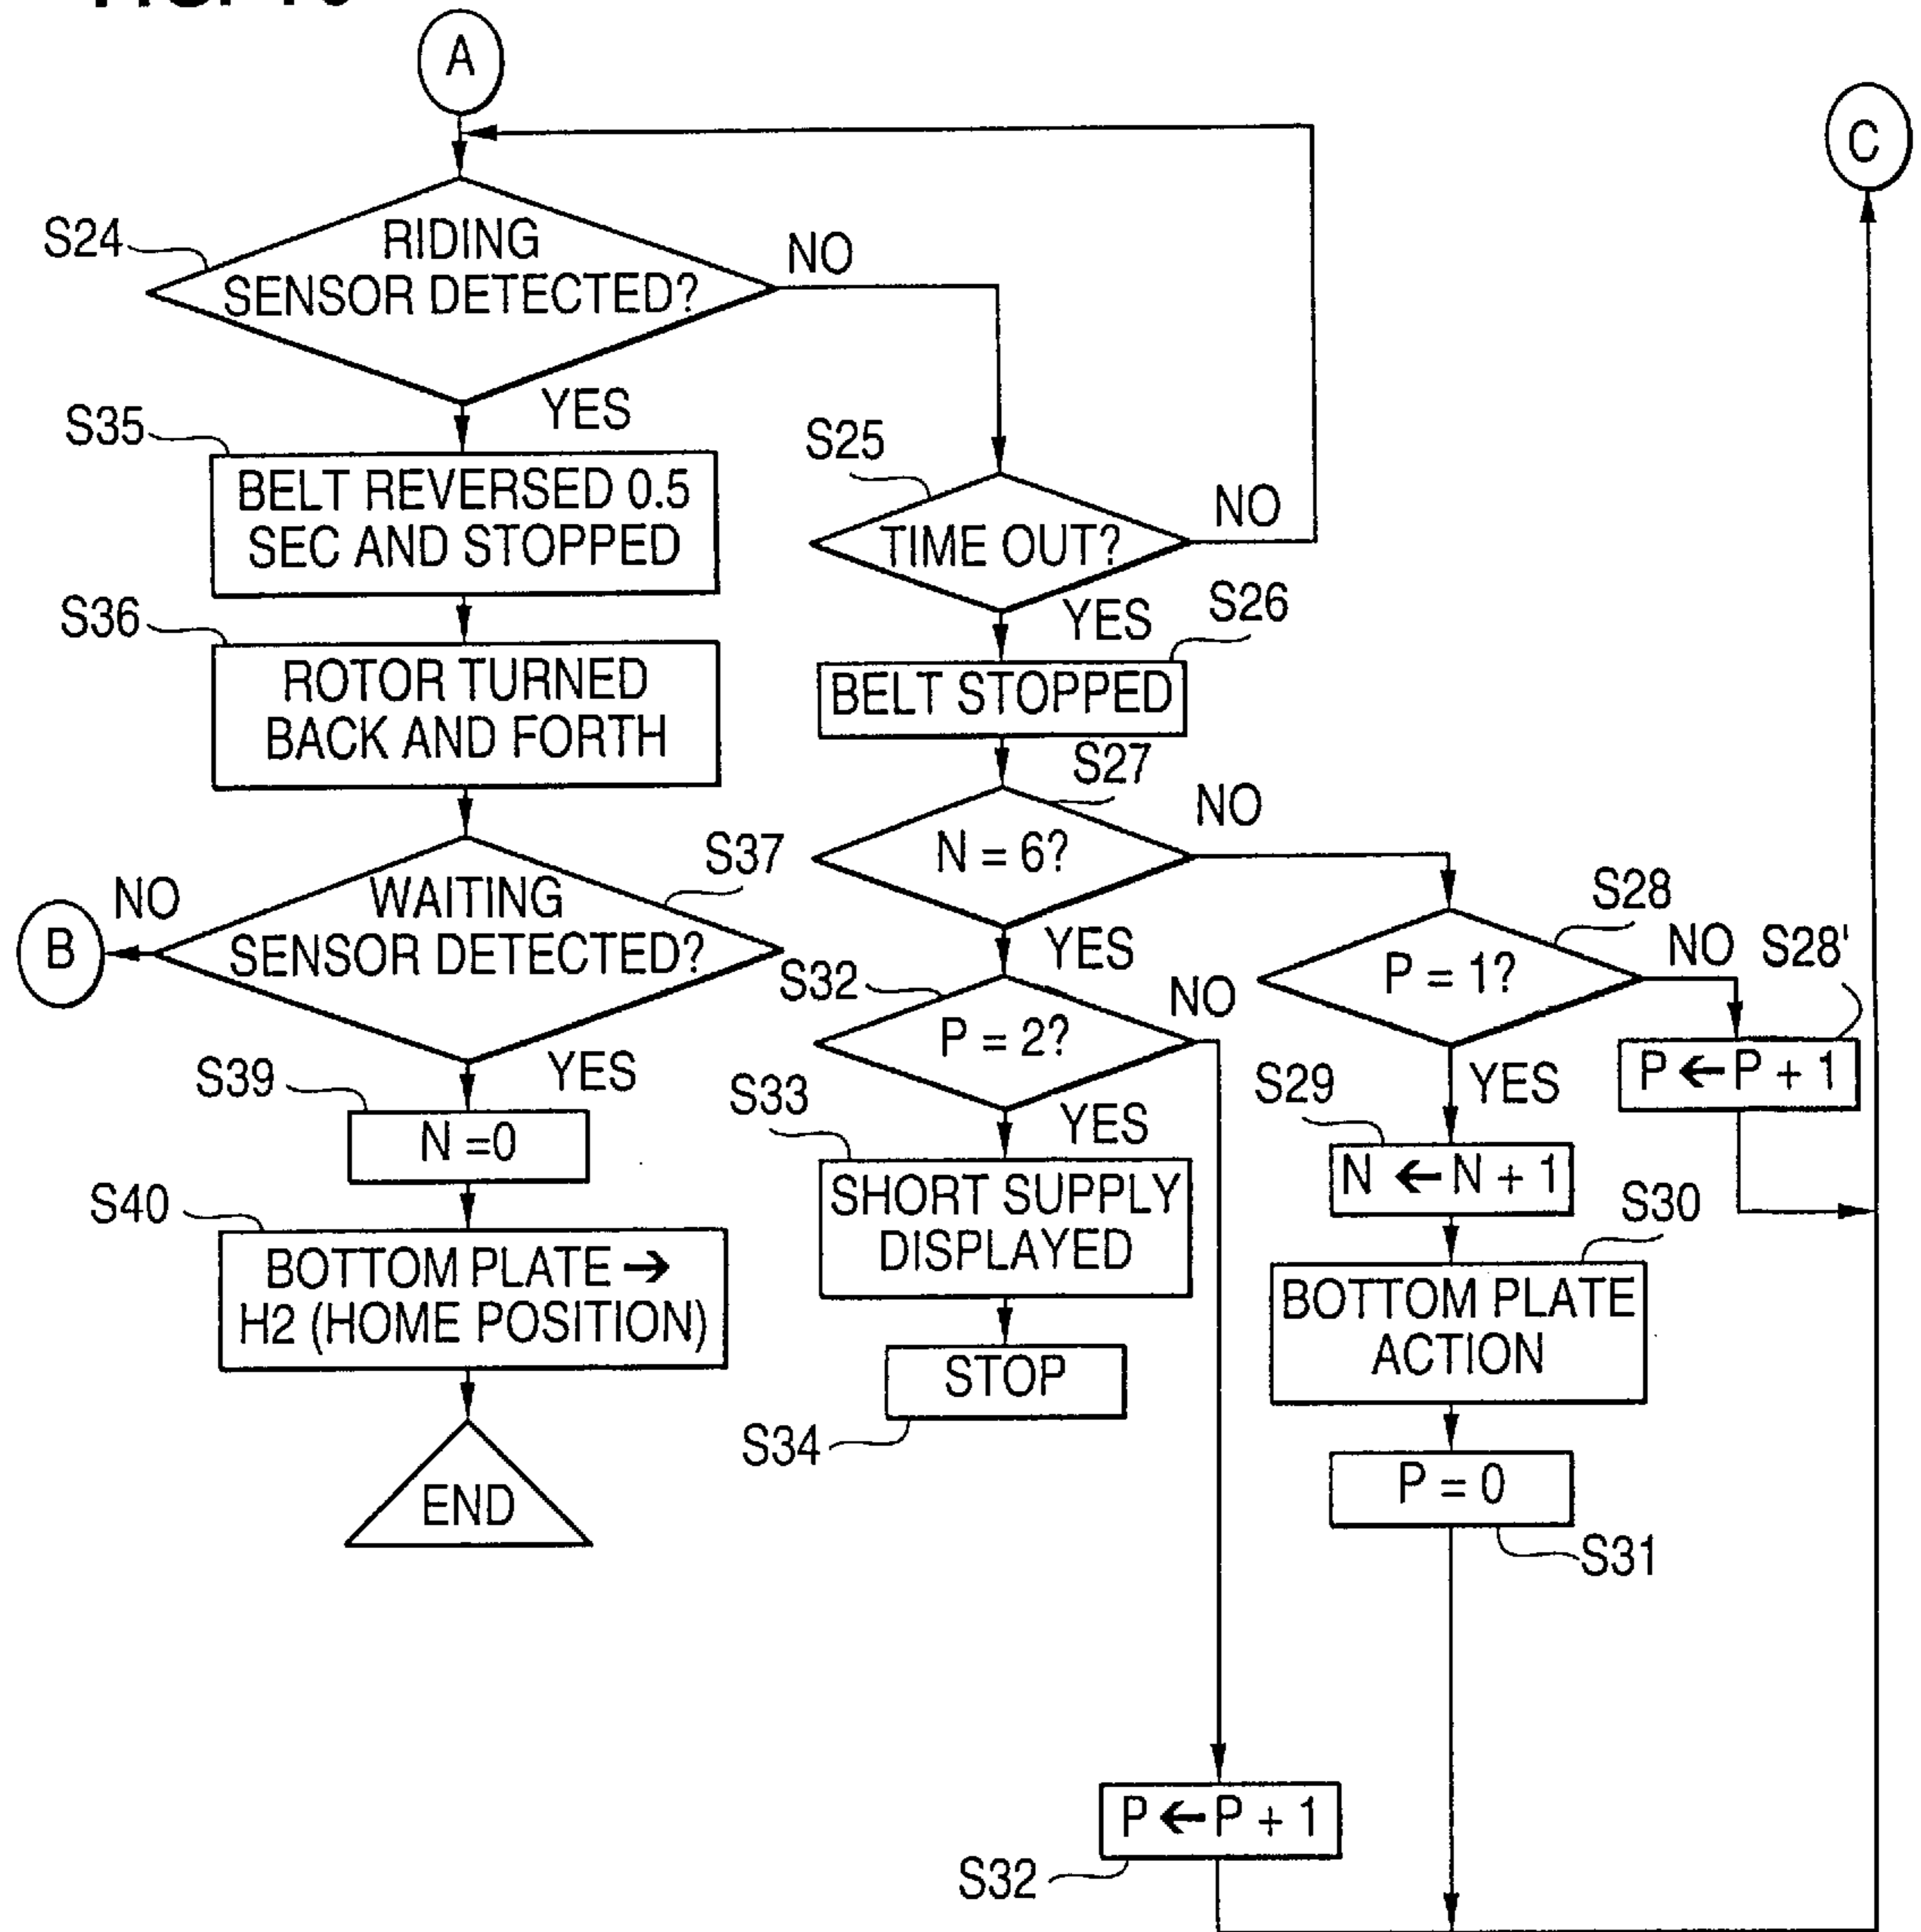 A
C
S24
RIDING
SENSOR DETECTED?
NO
YES
S35
BELT REVERSED 0.5
SEC AND STOPPED
S25
TIME OUT?
NO
YES
S36
ROTOR TURNED
BACK AND FORTH
S26
BELT STOPPED
S27
N = 6?
NO
YES
S37
WAITING
SENSOR DETECTED?
NO
B
YES
S28
P = 1?
NO
S28'
P ← P + 1
YES
S32
P = 2?
NO
YES
S39
N =0
S33
SHORT SUPPLY
DISPLAYED
S29
N ← N + 1
S40
BOTTOM PLATE →
H2 (HOME POSITION)
S30
BOTTOM PLATE
ACTION
STOP
S34
END
P = 0
S31
P ← P + 1
S32